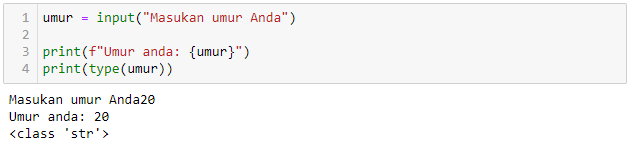 1 umur = input("Masukan umur Anda")
2
3 print(f"Umur anda: {umur}")
4 print(type(umur))
Masukan umur Anda20
Umur anda: 20
<class 'str'>